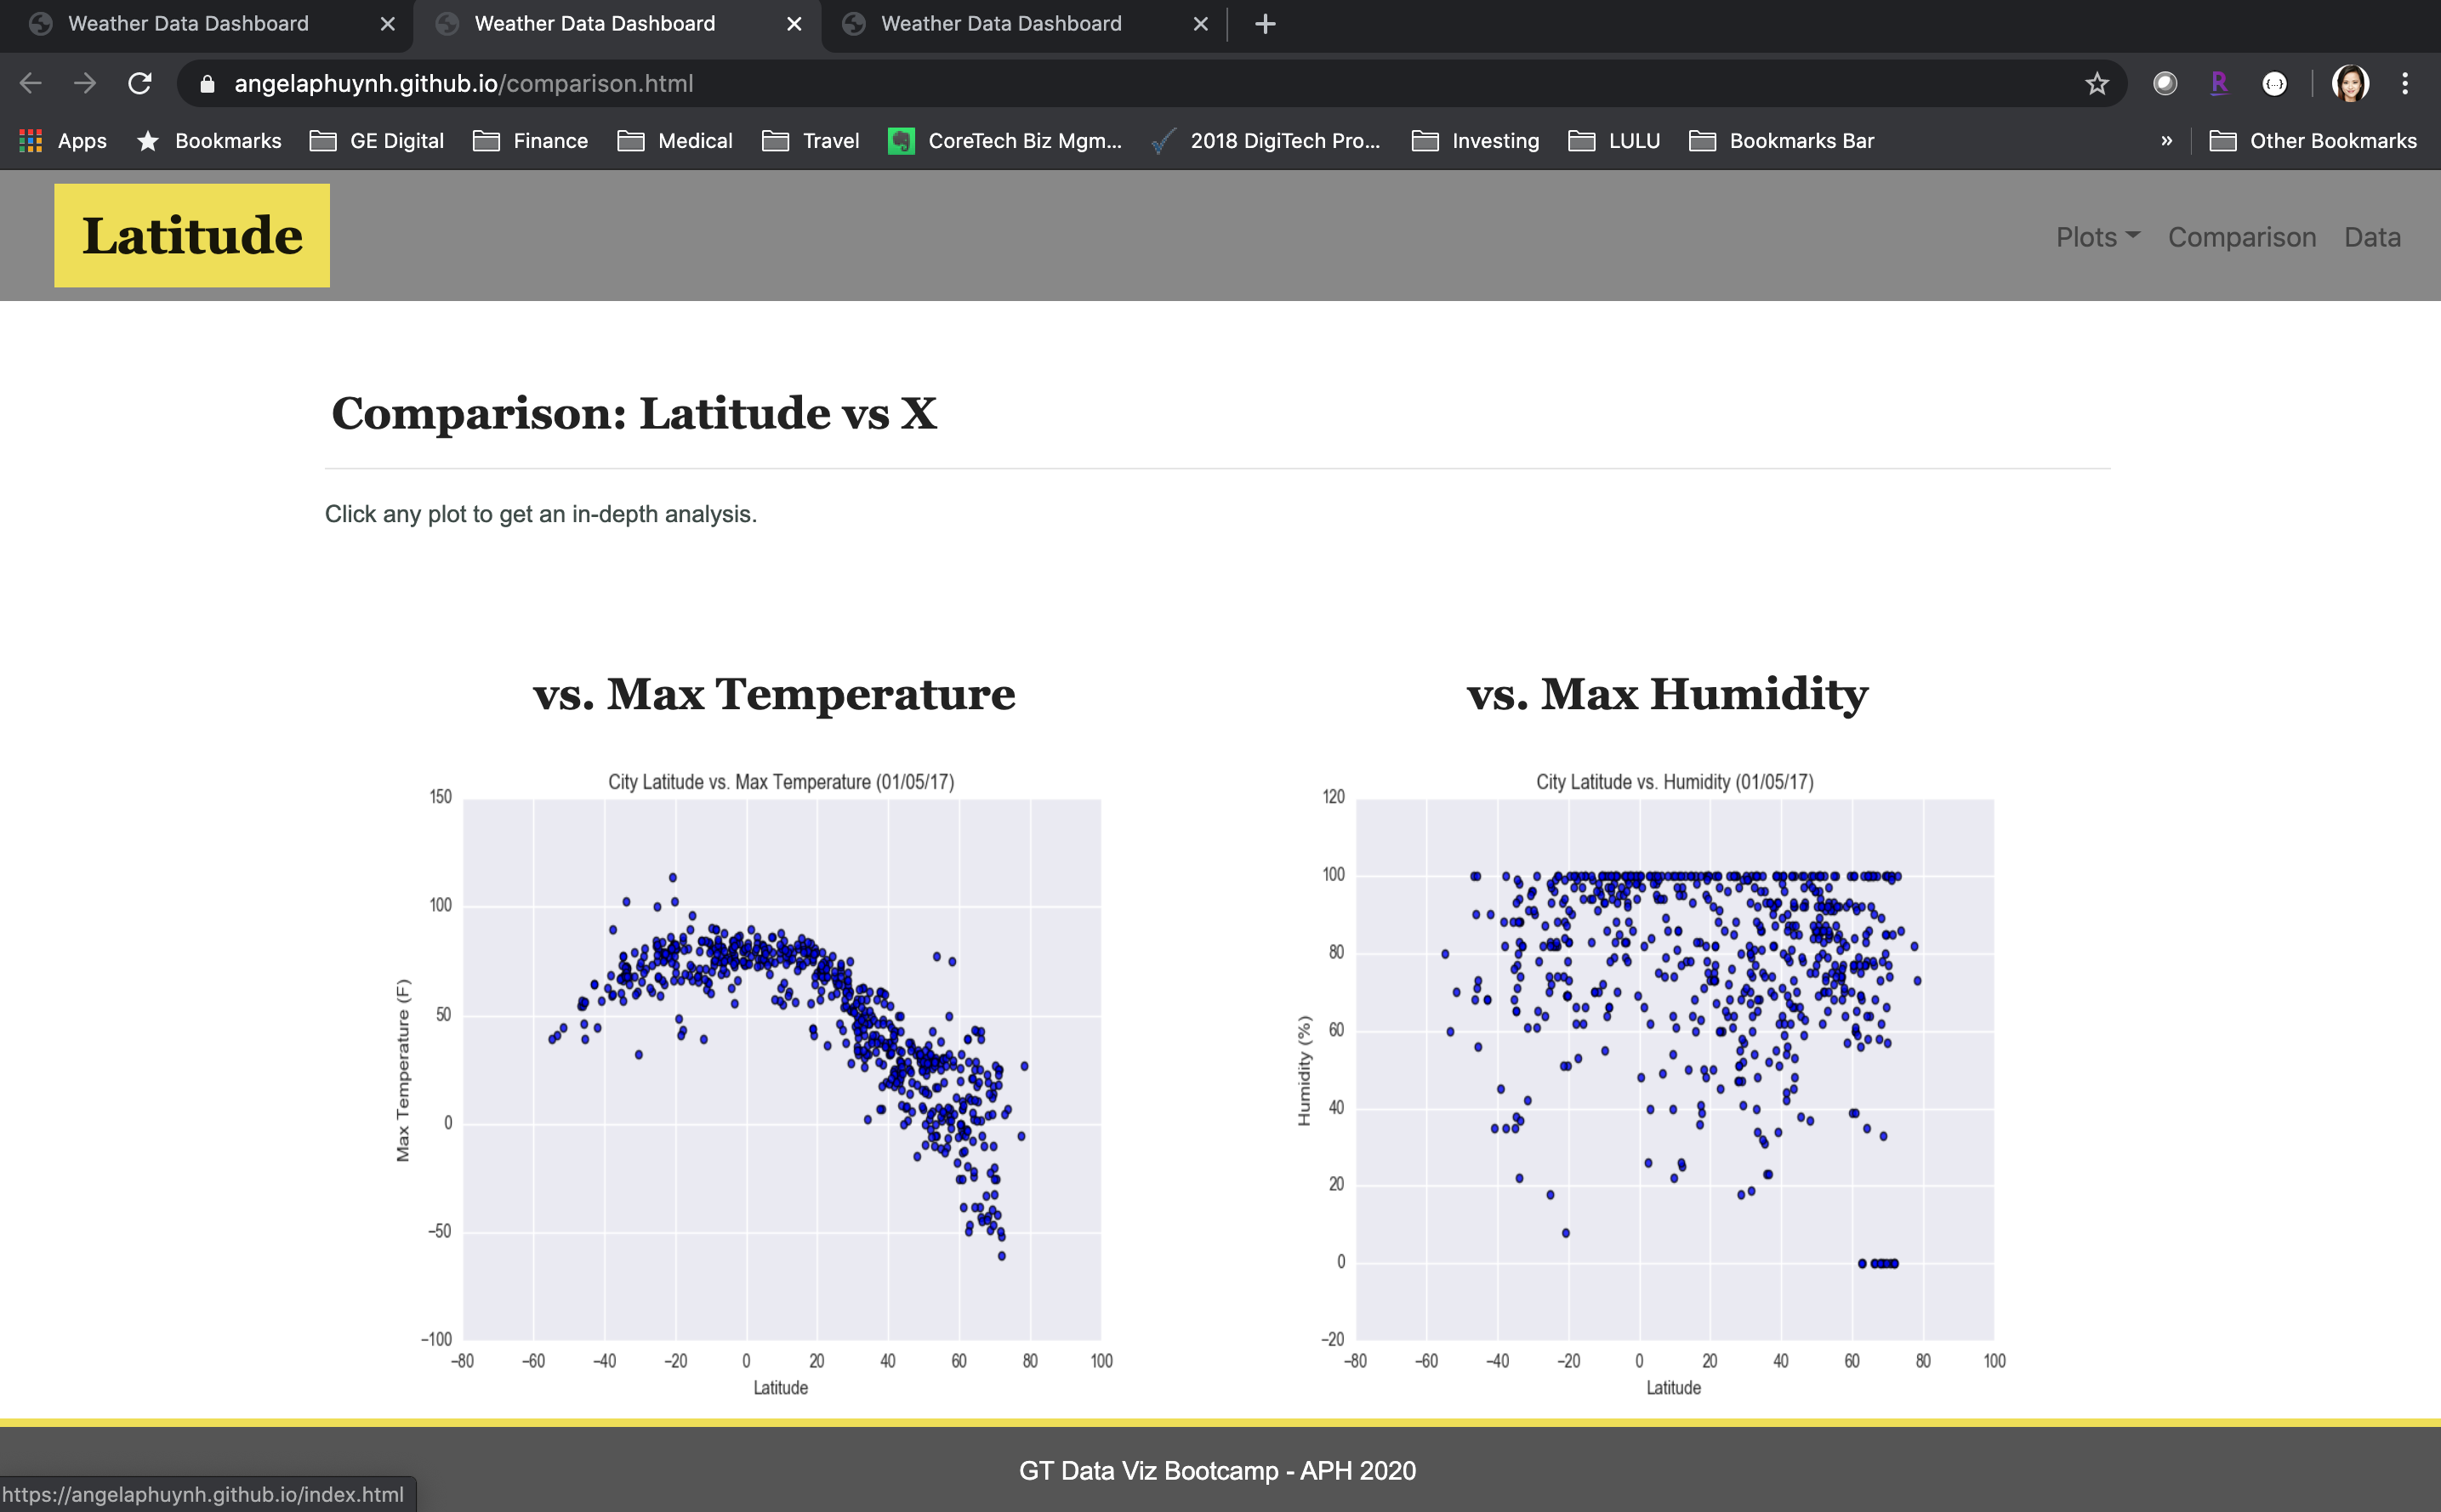 Weather Data Dashboard
Weather Data Dashboard
Weather Data Dashboard
angelaphuynh.github.io/comparison.html
R
Apps
Bookmarks
GE Digital
Finance
Medical
Travel
CoreTech Biz Mgm...
2018 DigiTech Pro...
Investing
LULU
Bookmarks Bar
»
Other Bookmarks
Latitude
Plots
Comparison
Data
Comparison: Latitude vs X
Click any plot to get an in-depth analysis.
vs. Max Temperature
City Latitude vs. Max Temperature (01/05/17)
Max Temperature (F)
150
100
50
0
−50
−100
−80 −60 −40 −20 0 20 40 60 80 100
Latitude
vs. Max Humidity
City Latitude vs. Humidity (01/05/17)
Humidity (%)
120
100
80
60
40
20
0
−20
−80 −60 −40 −20 0 20 40 60 80 100
Latitude
GT Data Viz Bootcamp - APH 2020
https://angelaphuynh.github.io/index.html